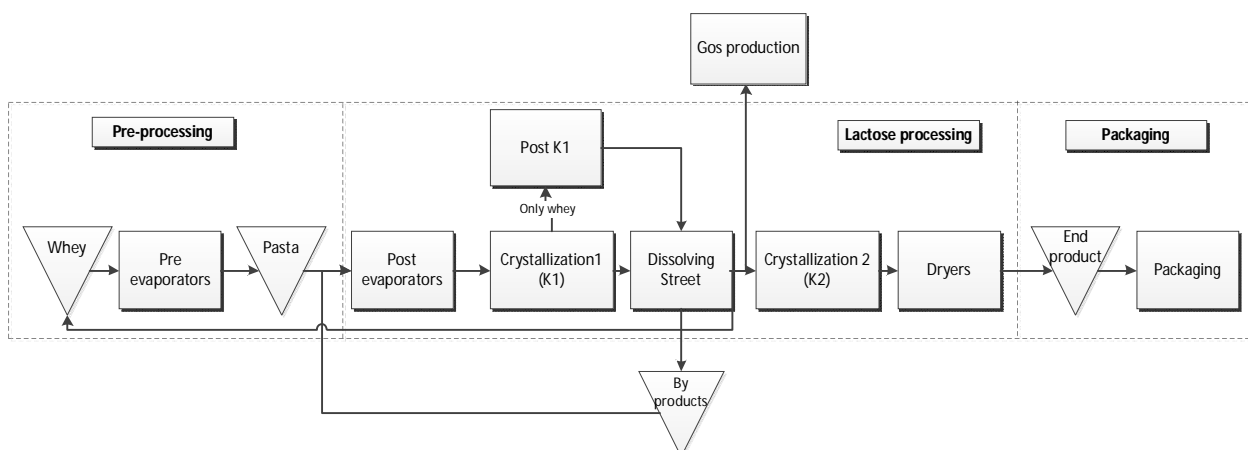 Gos production
Pre-processing
Lactose processing
Packaging
Post K1
Only whey
Whey
Pre
evaporators
Pasta
Post
evaporators
Crystallization1
(K1)
Dissolving
Street
Crystallization 2
(K2)
Dryers
End
product
Packaging
By
products